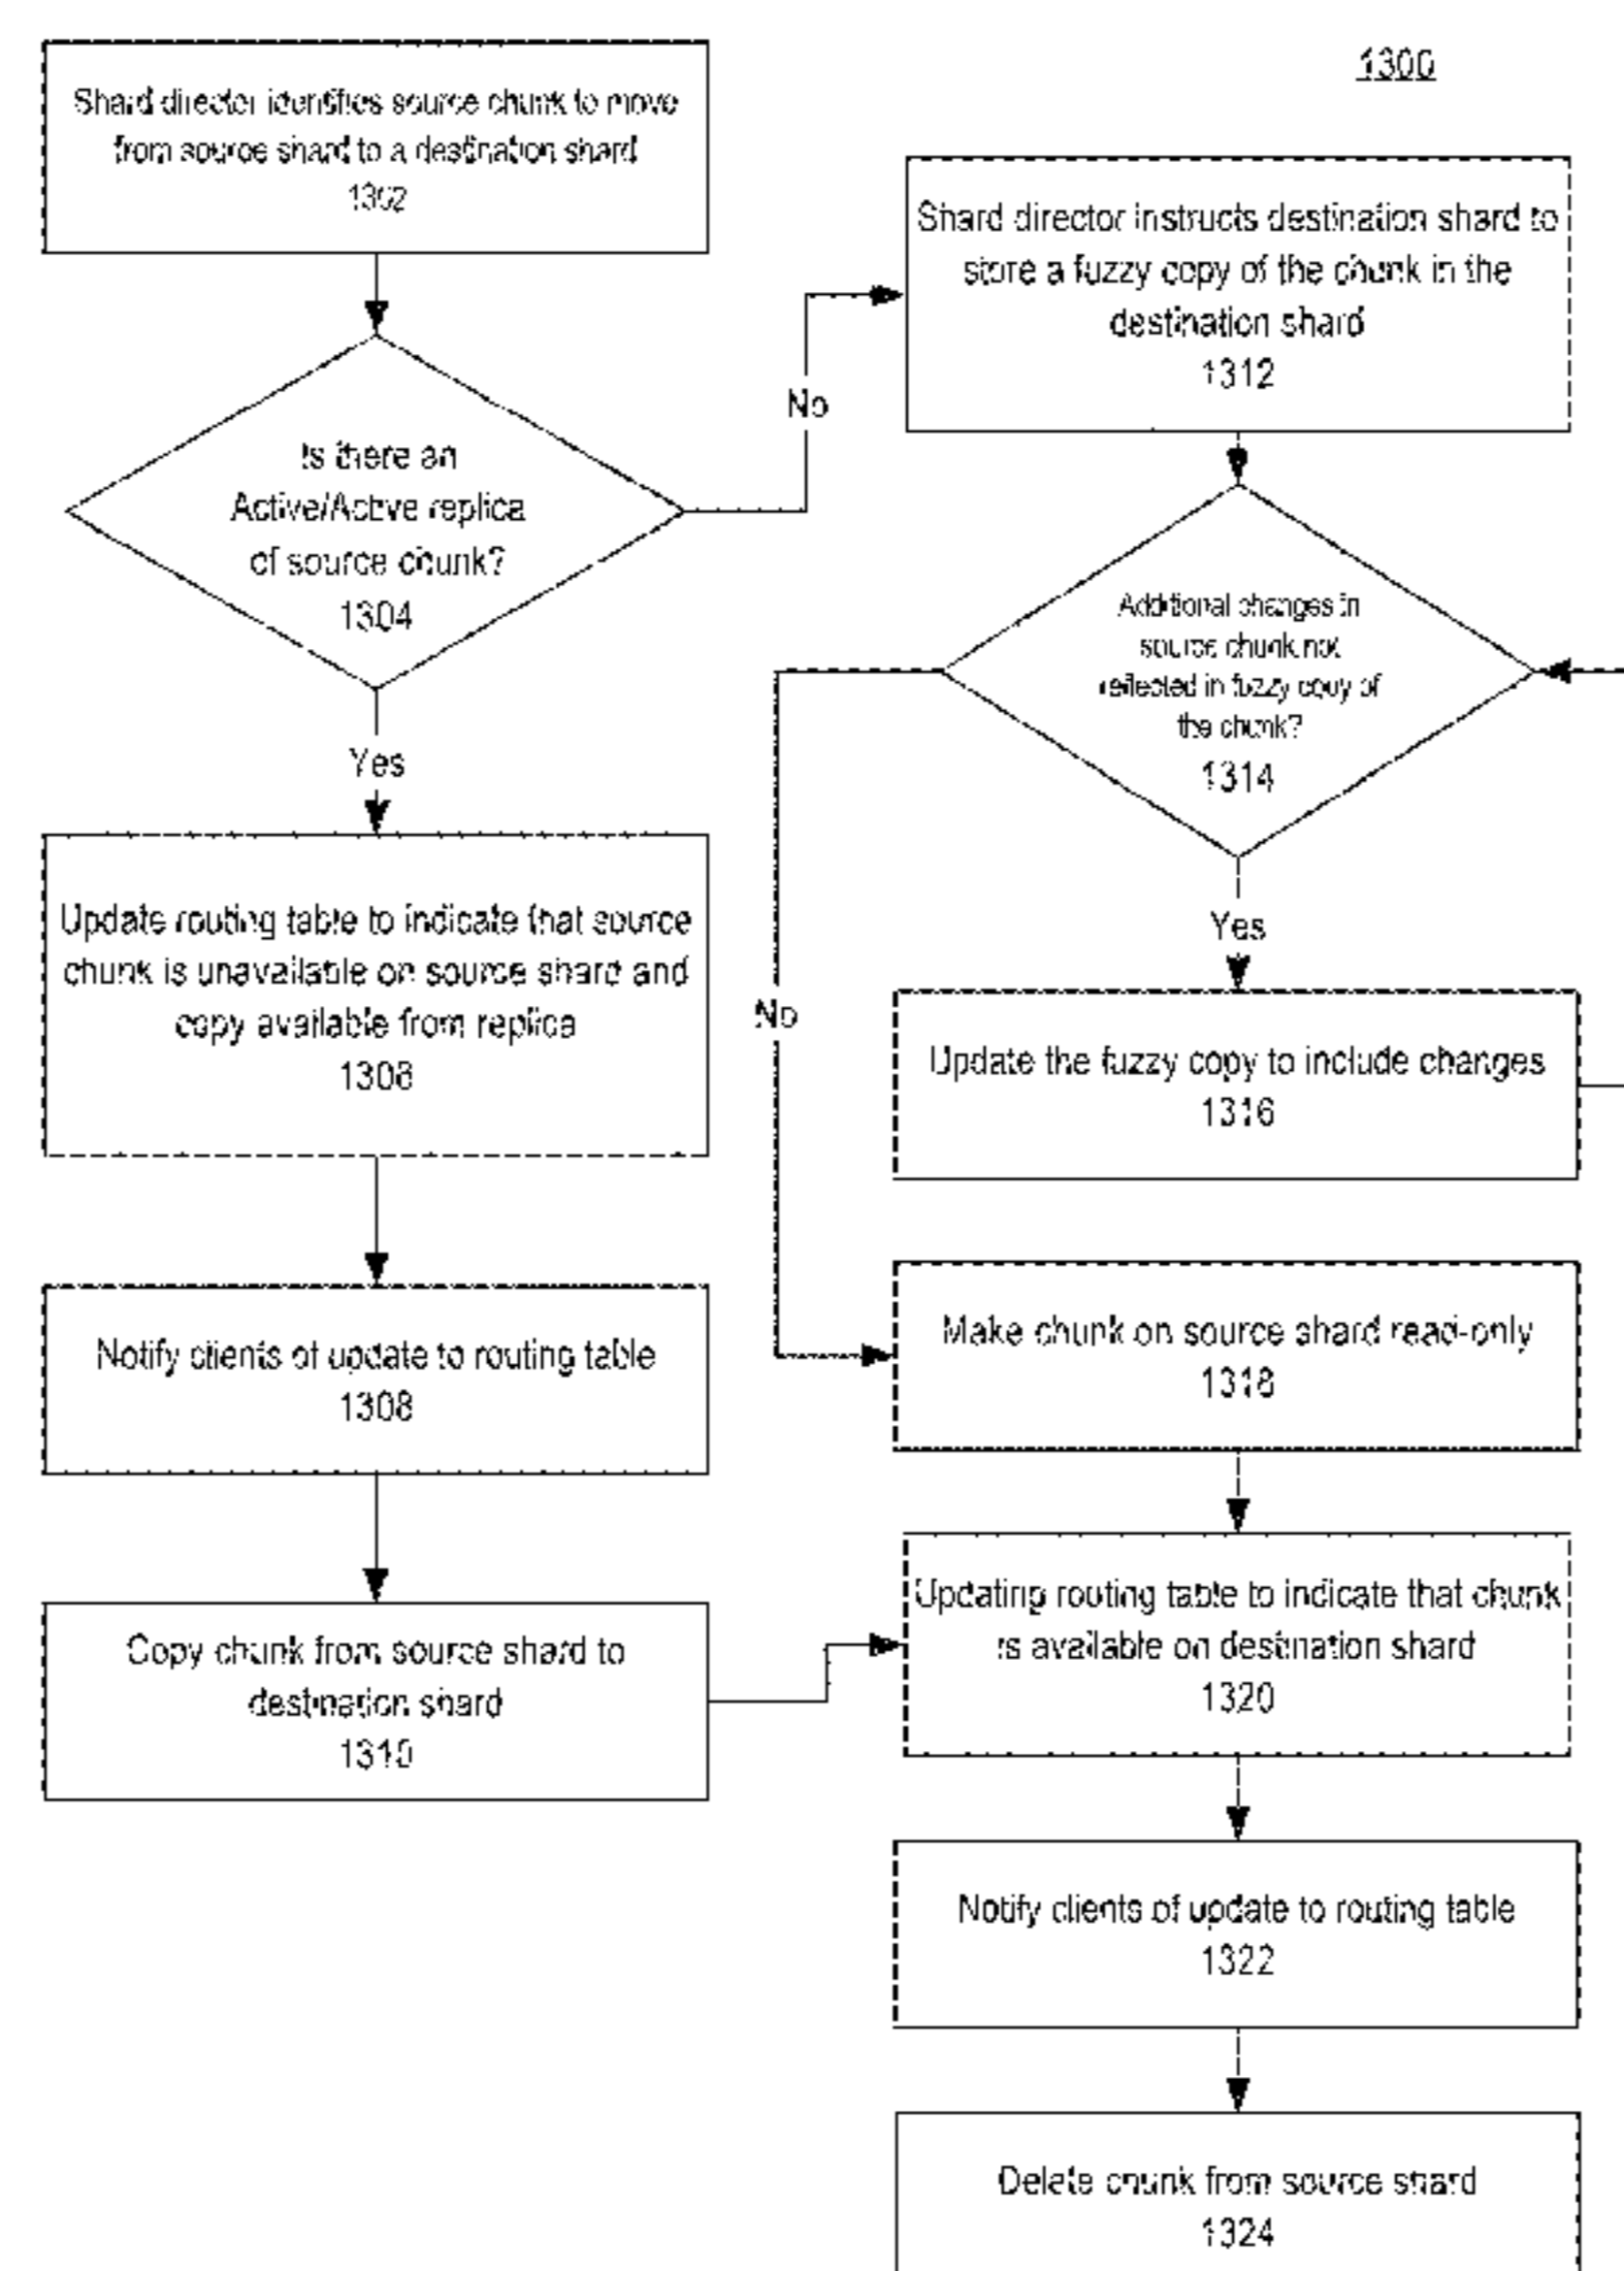 1300
Shard director identifies source chunk to move
from source shard to a destination shard
1302
Is there an
Active/Active replica
of source chunk?
1304
Yes
Update routing table to indicate that source
chunk is unavailable on source shard and
copy available from replica
1306
Notify clients of update to routing table
1308
Copy chunk from source shard to
destination shard
1310
No
Shard director instructs destination shard to
store a fuzzy copy of the chunk in the
destination shard
1312
Additional changes in
source chunk not
reflected in fuzzy copy of
the chunk?
1314
Yes
No
Update the fuzzy copy to include changes
1316
Make chunk on source shard read-only
1318
Updating routing table to indicate that chunk
is available on destination shard
1320
Notify clients of update to routing table
1322
Delete chunk from source shard
1324